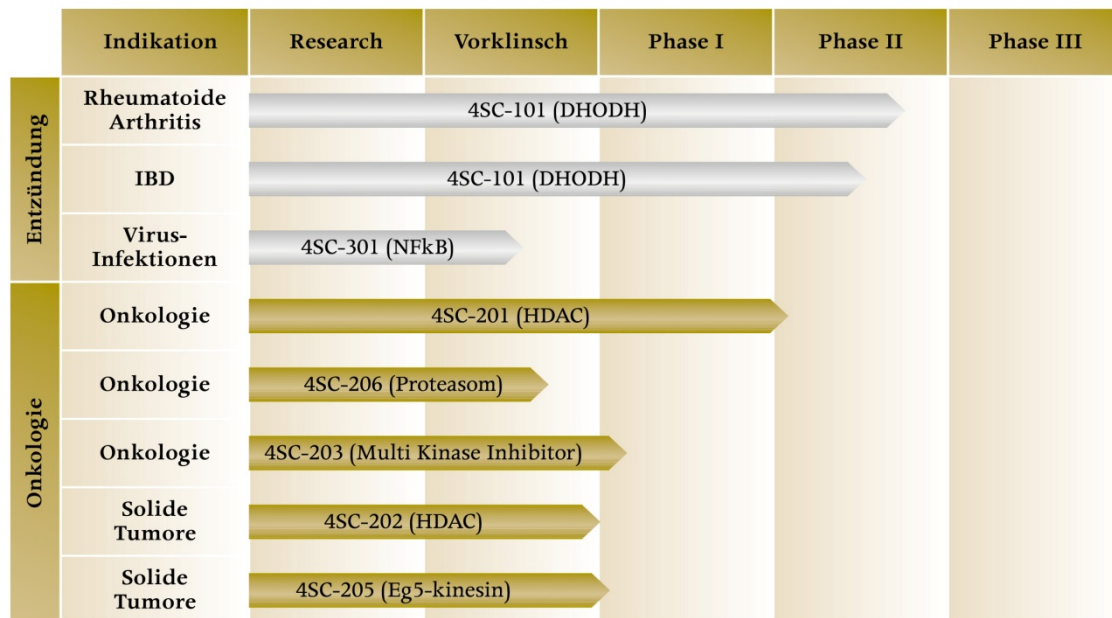 Indikation Research Vorklinsch Phase I Phase II Phase III
Entzündung
Rheumatoide
Arthritis
4SC-101 (DHODH)
IBD
4SC-101 (DHODH)
Virus-
Infektionen
4SC-301 (NFkB)
Onkologie
Onkologie
4SC-201 (HDAC)
Onkologie
4SC-206 (Proteasom)
Onkologie
4SC-203 (Multi Kinase Inhibitor)
Solide
Tumore
4SC-202 (HDAC)
Solide
Tumore
4SC-205 (Eg5-kinesin)